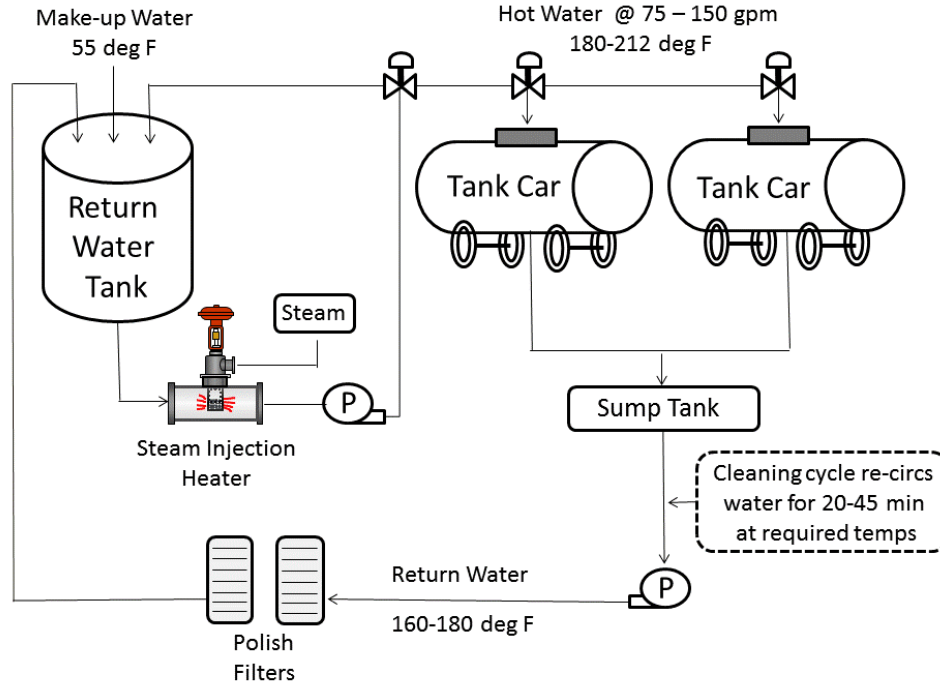 Make-up Water
55 deg F
Hot Water @ 75 – 150 gpm
180-212 deg F
Return
Water
Tank
Tank Car
Tank Car
Steam
P
Steam Injection
Heater
Sump Tank
Cleaning cycle re-circs
water for 20-45 min
at required temps
P
Return Water
160-180 deg F
Polish
Filters